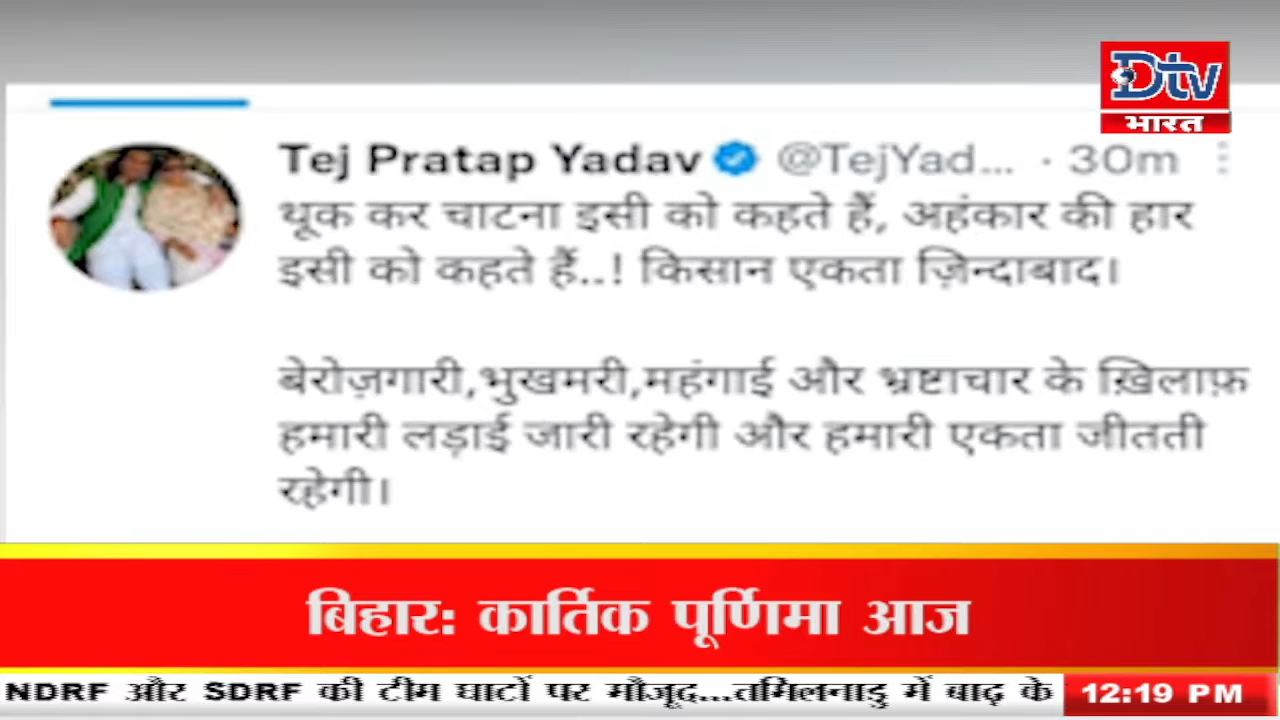 Dtv
भारत
Tej Pratap Yadav @TejYad... · 30m
थूक कर चाटना इसी को कहते हैं, अहंकार की हार
इसी को कहते हैं..! किसान एकता ज़िन्दाबाद।
बेरोज़गारी,भुखमरी,महंगाई और भ्रष्टाचार के ख़िलाफ़
हमारी लड़ाई जारी रहेगी और हमारी एकता जीतती
रहेगी।
बिहार: कार्तिक पूर्णिमा आज
NDRF और SDRF की टीम घाटों पर मौजूद...तमिलनाडु में बाढ़ के
12:19 PM